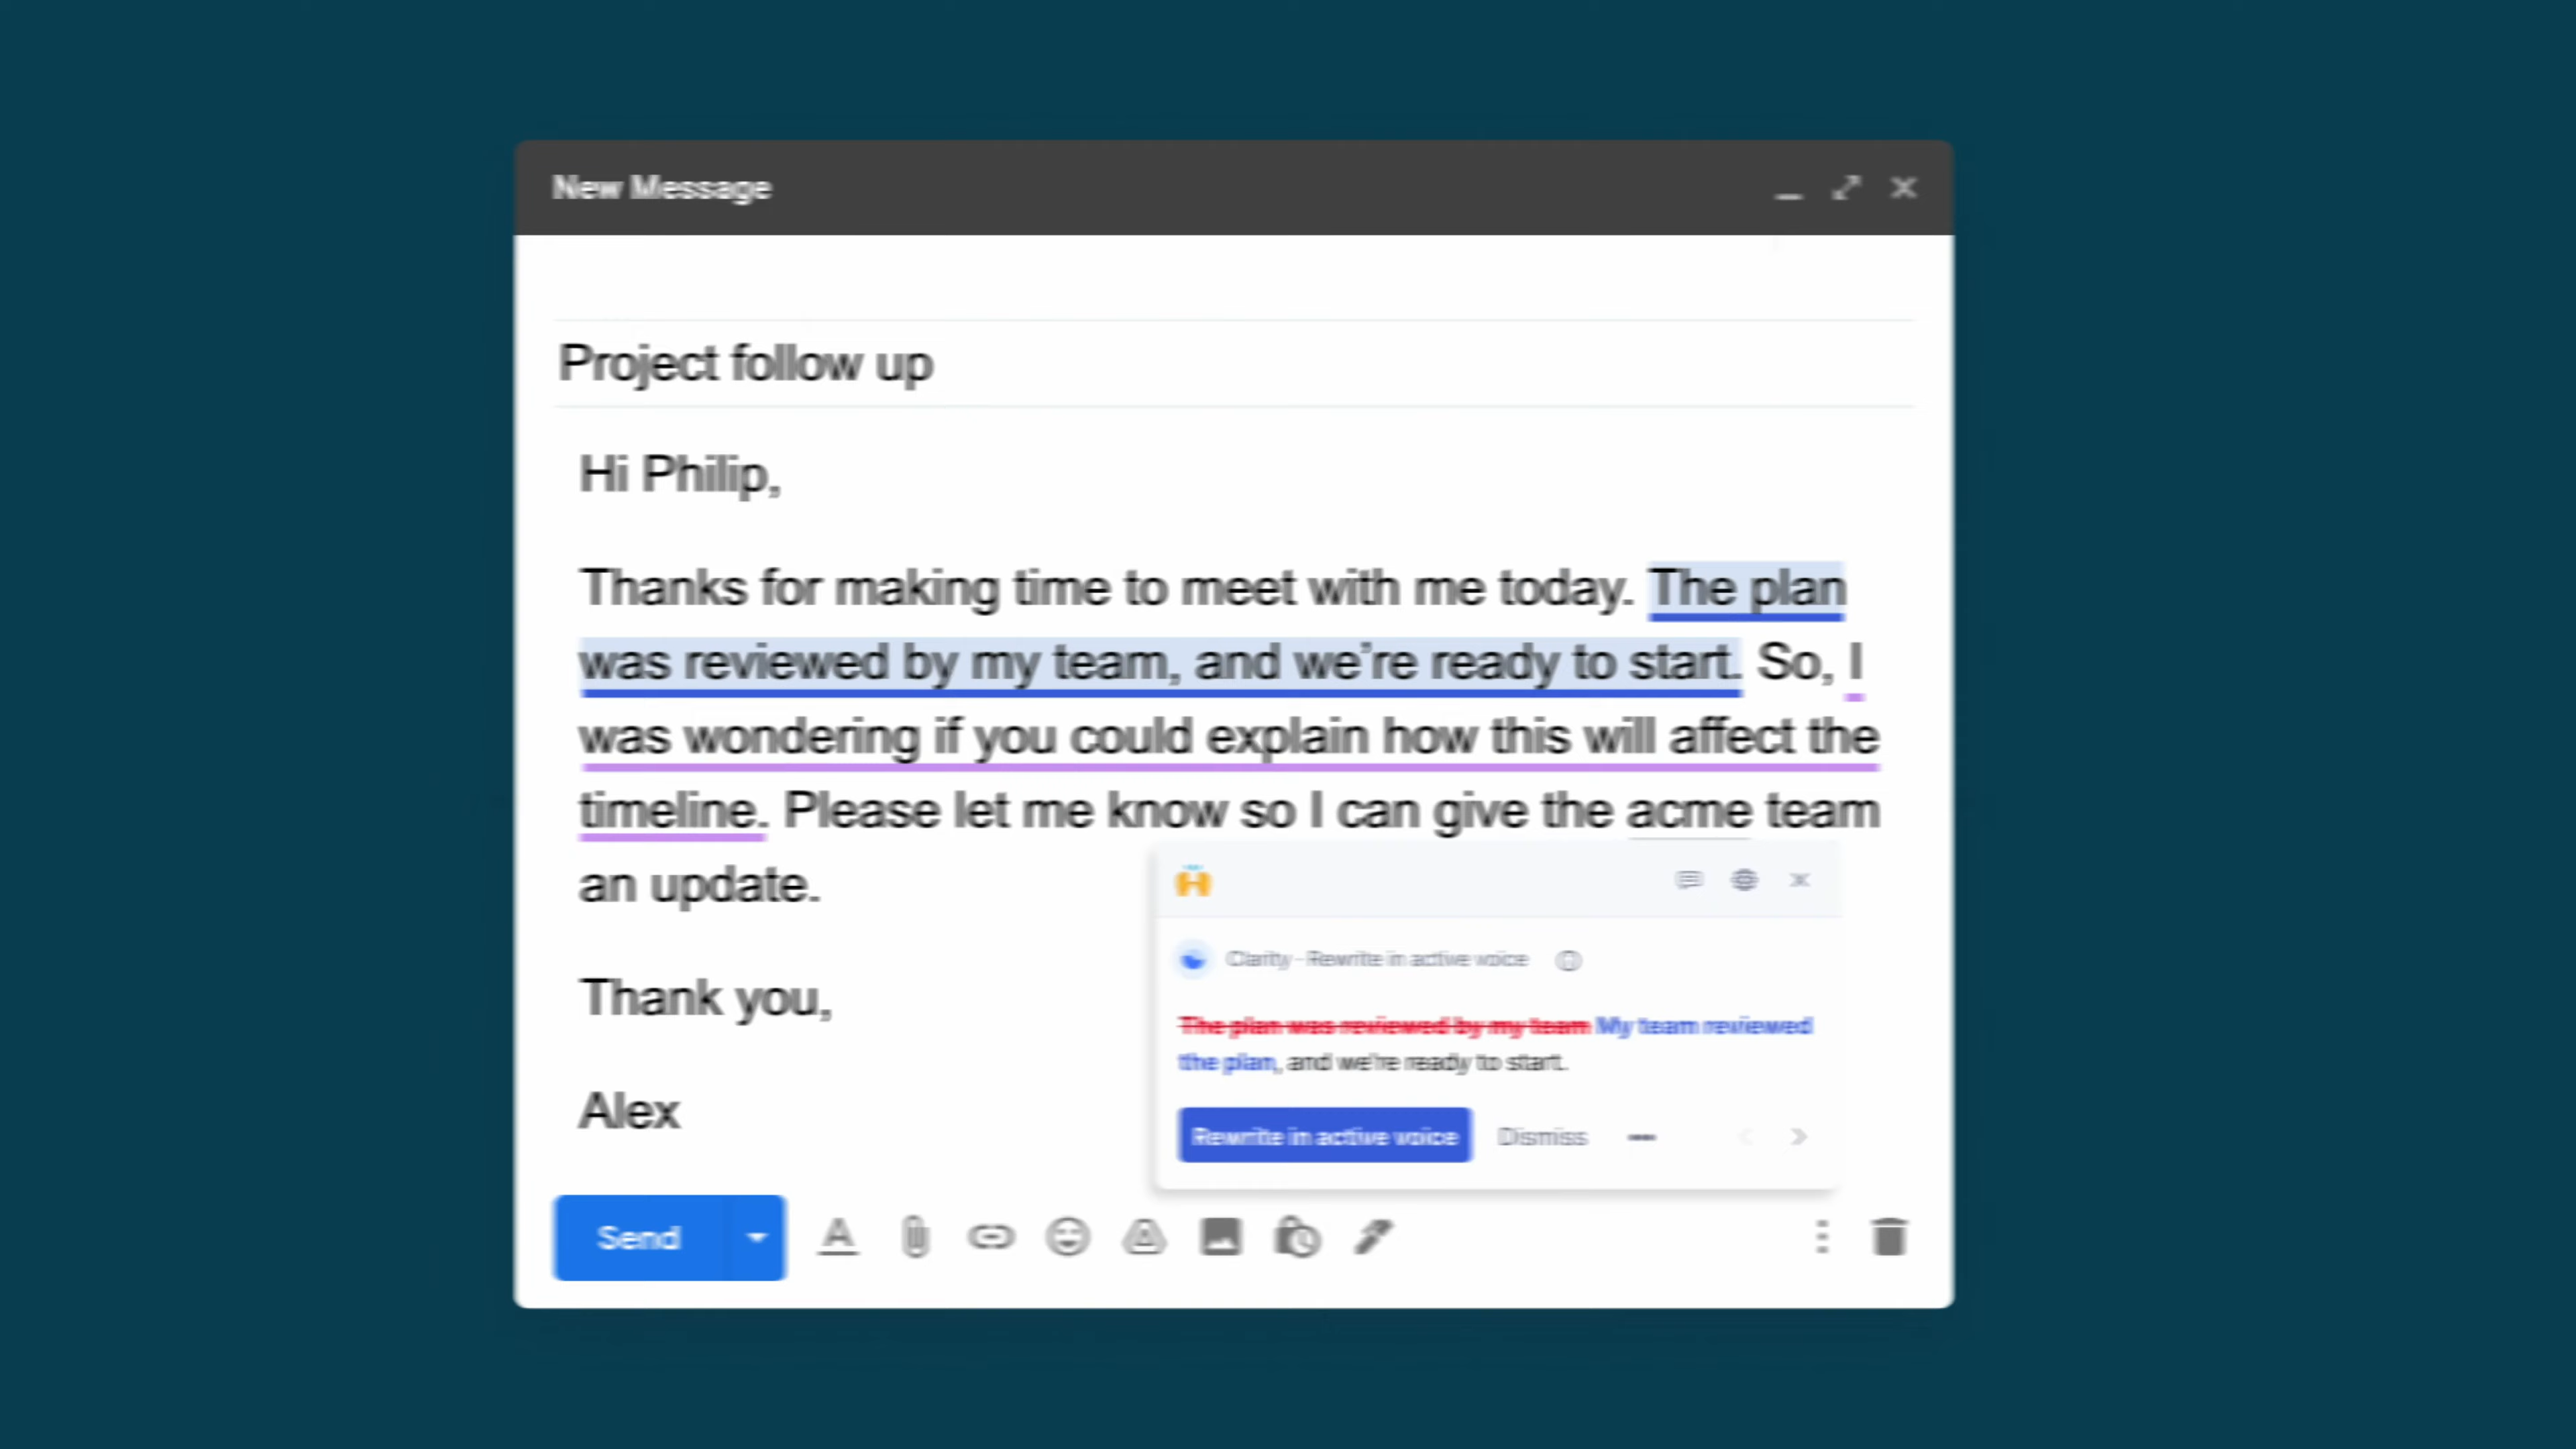 New Message
Project follow up
Hi Philip,
Thanks for making time to meet with me today. The plan
was reviewed by my team, and we're ready to start. So, I
was wondering if you could explain how this will affect the
timeline. Please let me know so I can give the acme team
an update.
Thank you,
Alex
Clarity - Rewrite in active voice
The plan was reviewed by my team My team reviewed
the plan, and we're ready to start.
Rewrite in active voice Dismiss
Send